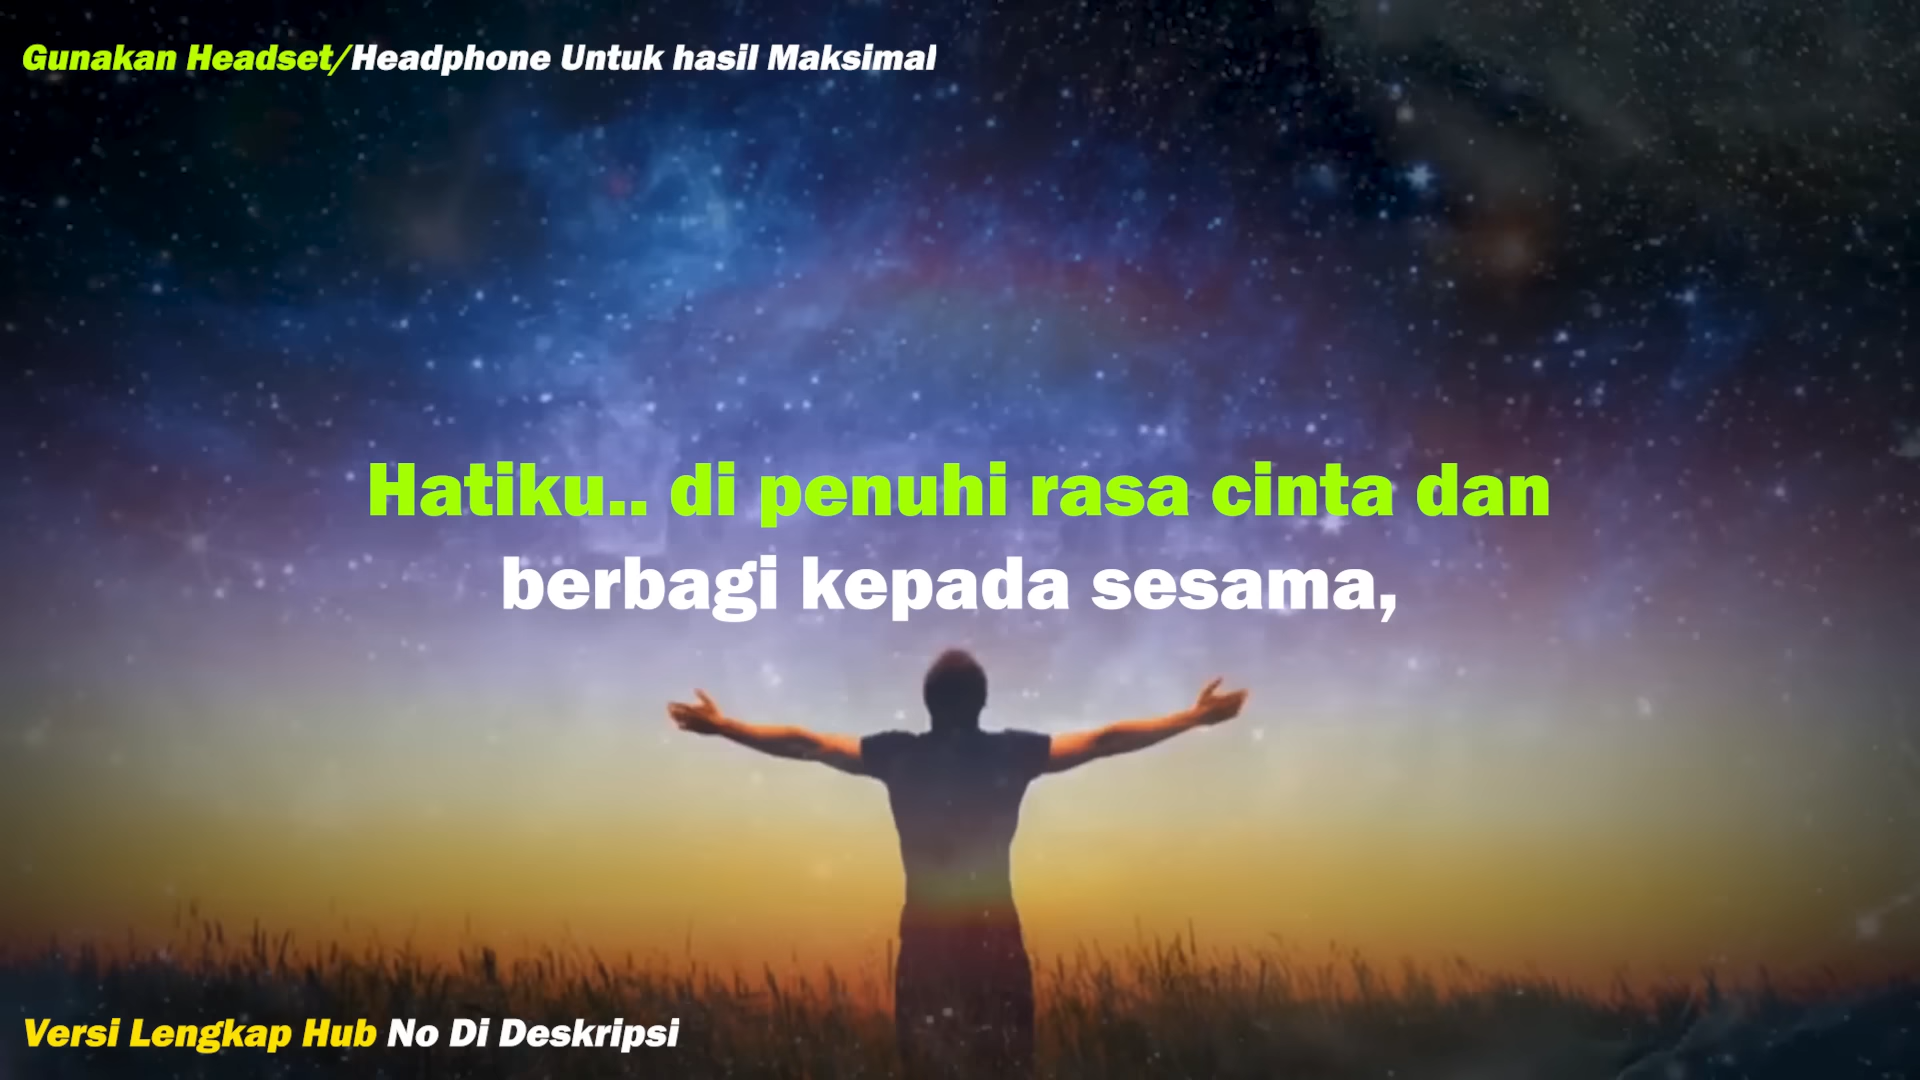 Gunakan Headset/Headphone Untuk hasil Maksimal
Hatiku.. di penuhi rasa cinta dan
berbagi kepada sesama,
Versi Lengkap Hub No Di Deskripsi